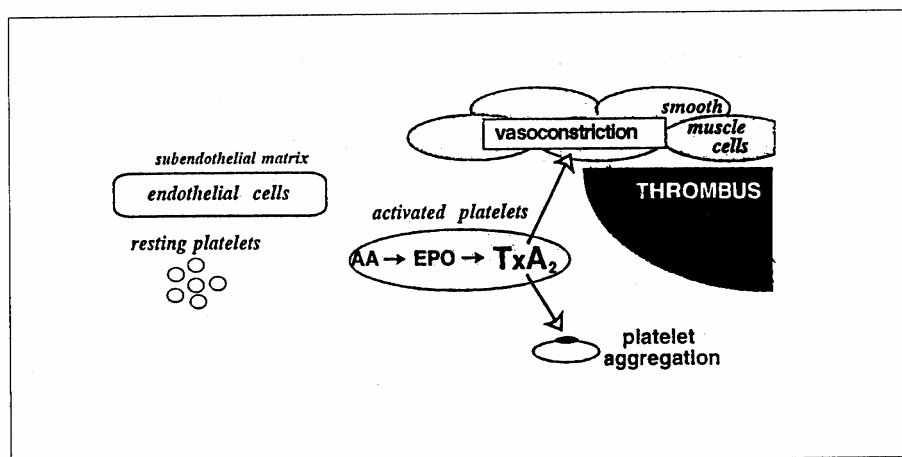 smooth
muscle
cells
vasoconstriction
subendothelial matrix
endothelial cells
THROMBUS
activated platelets
resting platelets
AA → EPO → TxA₂
platelet
aggregation